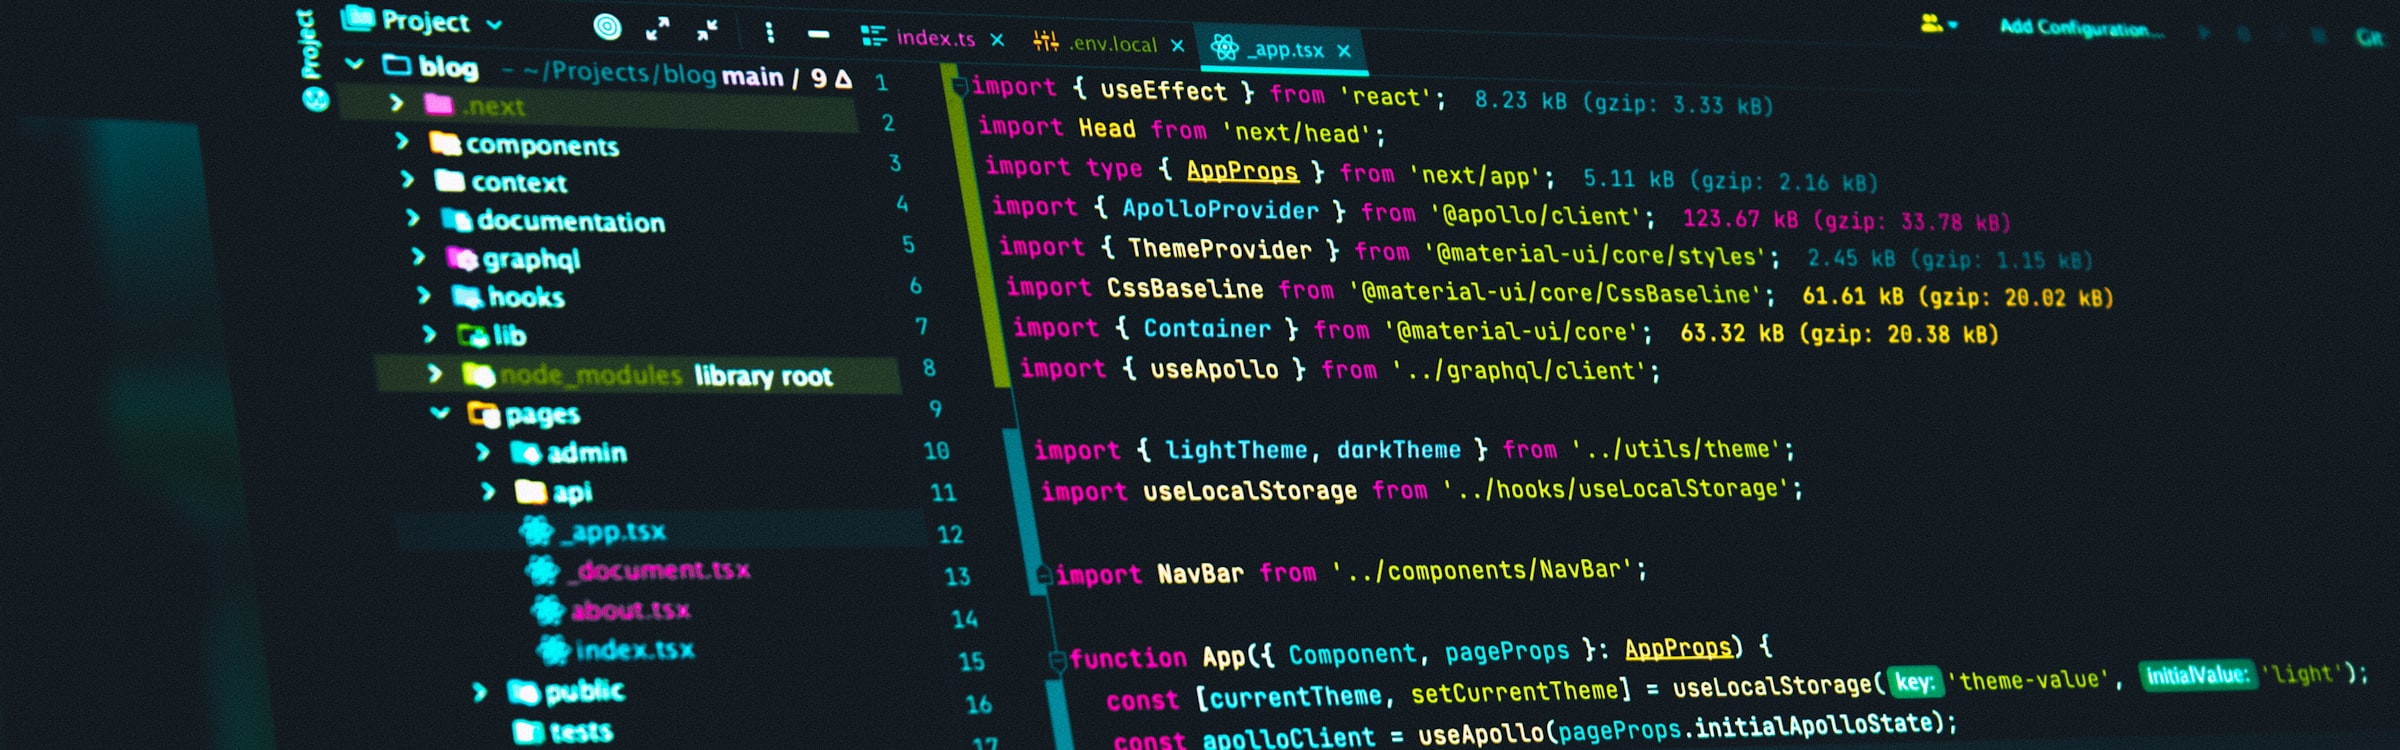 Project
Project
index.ts
.env.local
_app.tsx
Add Configuration...
Git
blog ~/Projects/blog main / 9 Δ
.next
components
context
documentation
graphql
hooks
lib
node_modules library root
pages
admin
api
_app.tsx
_document.tsx
about.tsx
index.tsx
public
tests
1 import { useEffect } from 'react'; 8.23 kB (gzip: 3.33 kB)
2 import Head from 'next/head';
3 import type { AppProps } from 'next/app'; 5.11 kB (gzip: 2.16 kB)
4 import { ApolloProvider } from '@apollo/client'; 123.67 kB (gzip: 33.78 kB)
5 import { ThemeProvider } from '@material-ui/core/styles'; 2.45 kB (gzip: 1.15 kB)
6 import CssBaseline from '@material-ui/core/CssBaseline'; 61.61 kB (gzip: 20.02 kB)
7 import { Container } from '@material-ui/core'; 63.32 kB (gzip: 20.38 kB)
8 import { useApollo } from '../graphql/client';
9
10 import { lightTheme, darkTheme } from '../utils/theme';
11 import useLocalStorage from '../hooks/useLocalStorage';
12
13 import NavBar from '../components/NavBar';
14
15 function App({ Component, pageProps }: AppProps) {
16 const [currentTheme, setCurrentTheme] = useLocalStorage( key: 'theme-value', initialValue: 'light');
17 const apolloClient = useApollo(pageProps.initialApolloState);